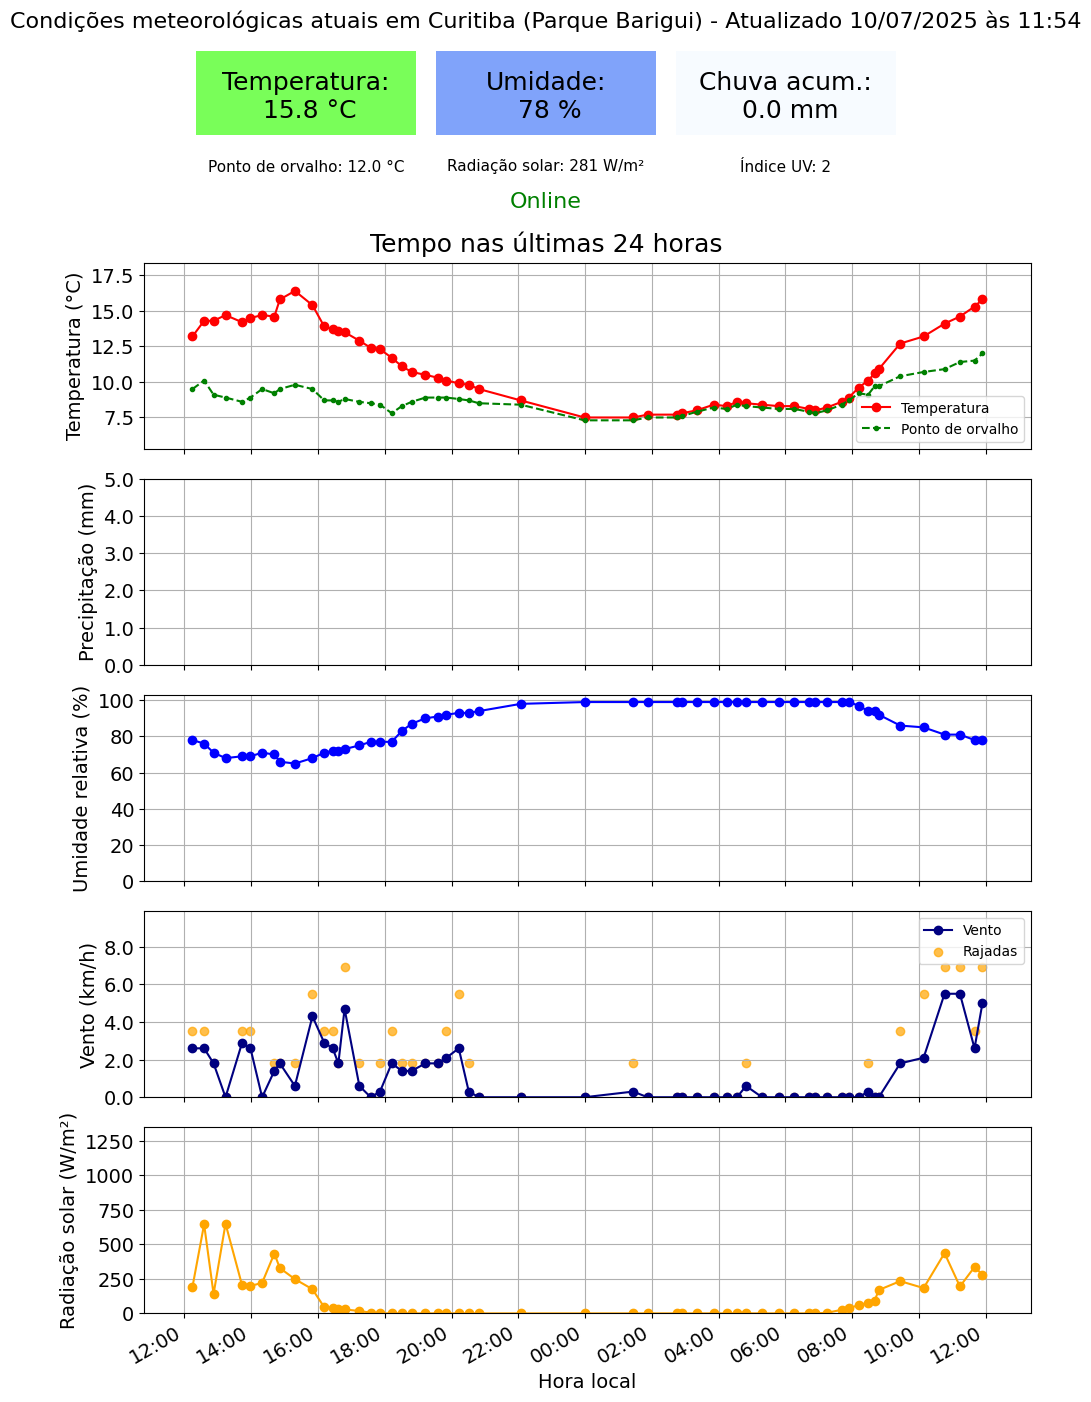 Condições meteorológicas atuais em Curitiba (Parque Barigui) - Atualizado 10/07/2025 às 11:54
Temperatura:
15.8 °C
Umidade:
78 %
Chuva acum.:
0.0 mm
Ponto de orvalho: 12.0 °C
Radiação solar: 281 W/m²
Índice UV: 2
Online
Tempo nas últimas 24 horas
Temperatura (°C)
17.5
15.0
12.5
10.0
7.5
Temperatura
Ponto de orvalho
Precipitação (mm)
5.0
4.0
3.0
2.0
1.0
0.0
Umidade relativa (%)
100
80
60
40
20
0
Vento (km/h)
8.0
6.0
4.0
2.0
0.0
Vento
Rajadas
Radiação solar (W/m²)
1250
1000
750
500
250
0
12:00
14:00
16:00
18:00
20:00
22:00
00:00
02:00
04:00
06:00
08:00
10:00
12:00
Hora local